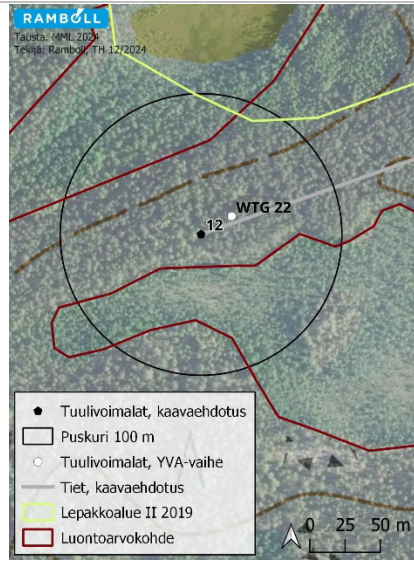 RAMBOLL
Tausta: MML 2024
Tekijä: Ramboll, TH 12/2024
WTG 22
12
Tuulivoimalat, kaavaehdotus
Puskuri 100 m
Tuulivoimalat, YVA-vaihe
Tiet, kaavaehdotus
Lepakkoalue II 2019
Luontoarvokohde
0 25 50 m